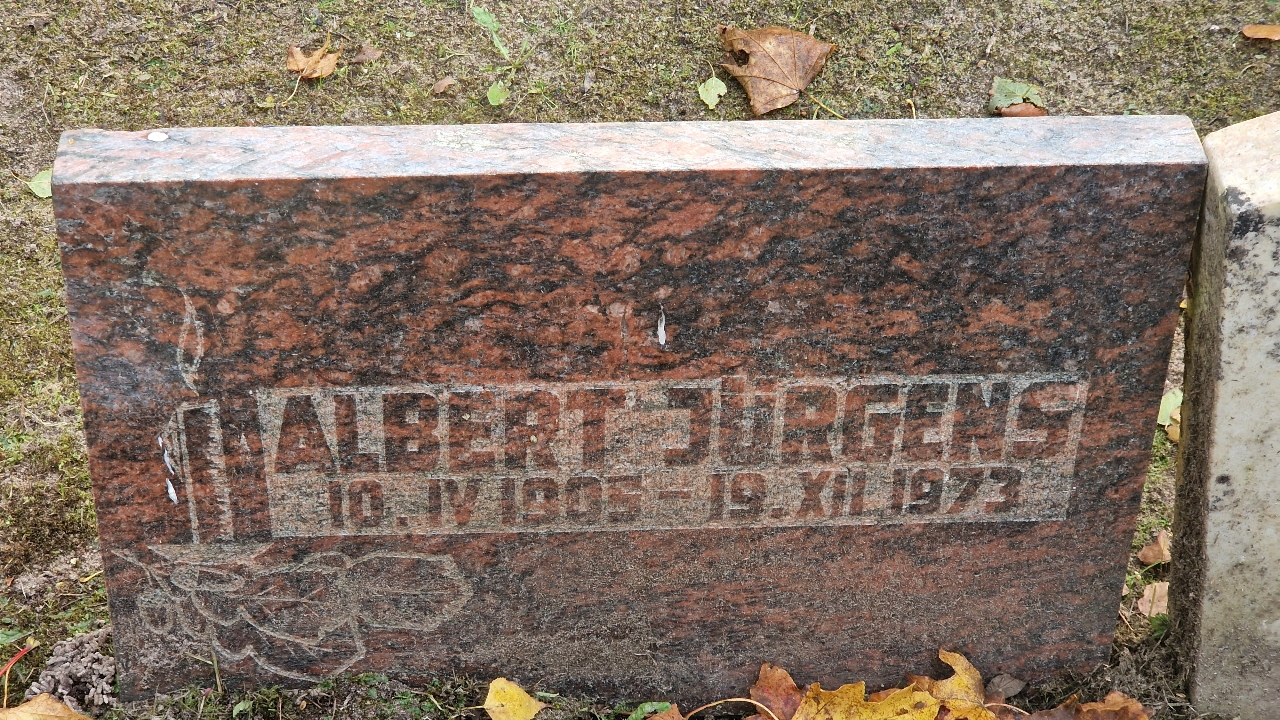 ALBERT JÜRGENS
10. IV 1905 – 19. XII. 1973